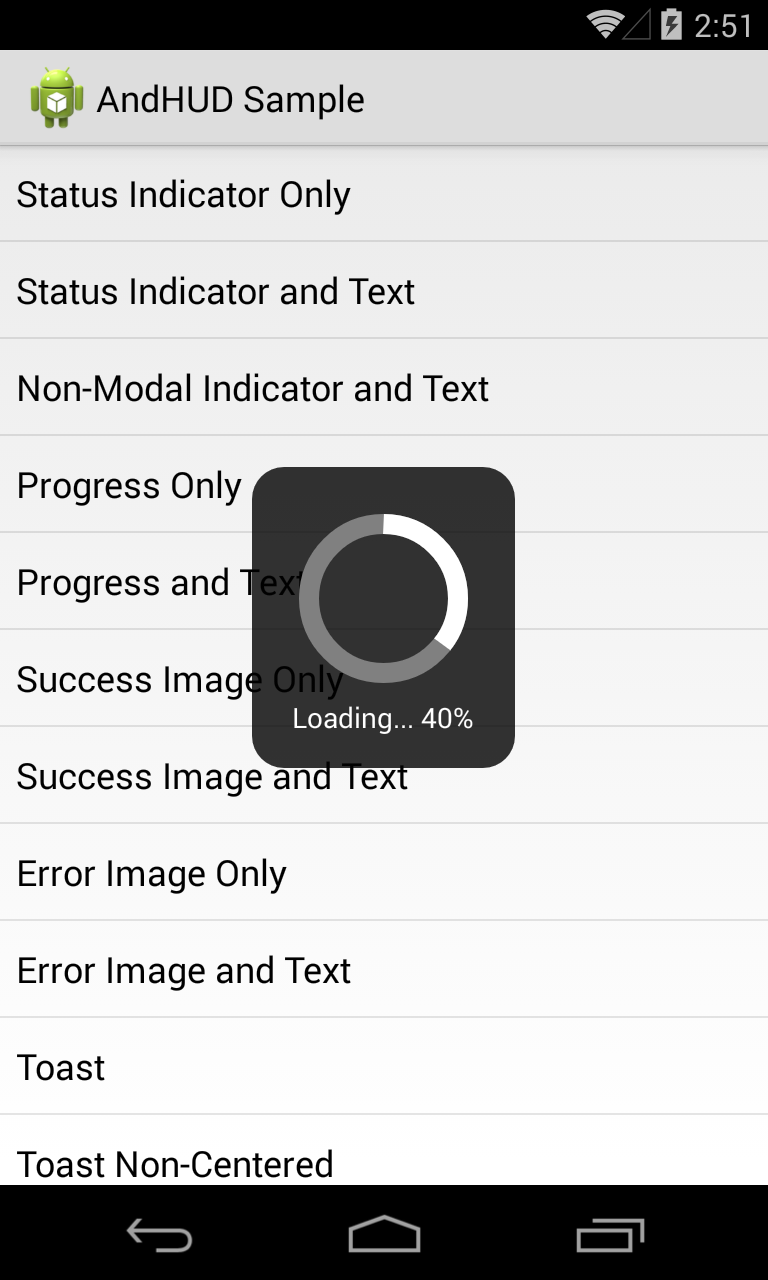 2:51
AndHUD Sample
Status Indicator Only
Status Indicator and Text
Non-Modal Indicator and Text
Progress Only
Progress and Text
Success Image Only
Loading... 40%
Success Image and Text
Error Image Only
Error Image and Text
Toast
Toast Non-Centered